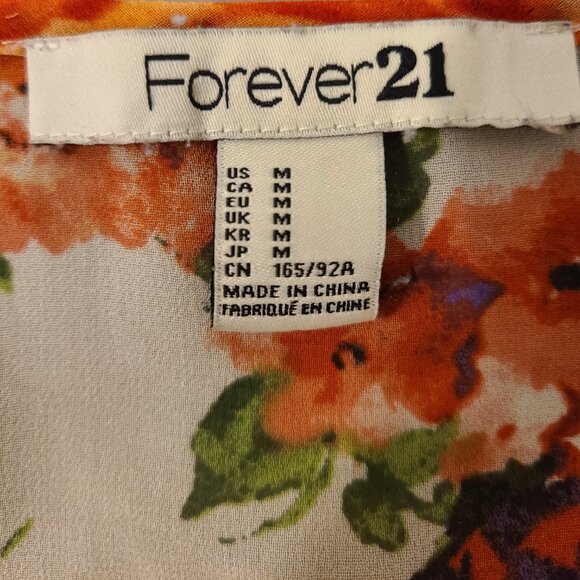 Forever21
US M
CA M
EU M
UK M
KR M
JP M
CN 165/92A
MADE IN CHINA
FABRIQUÉ EN CHINE